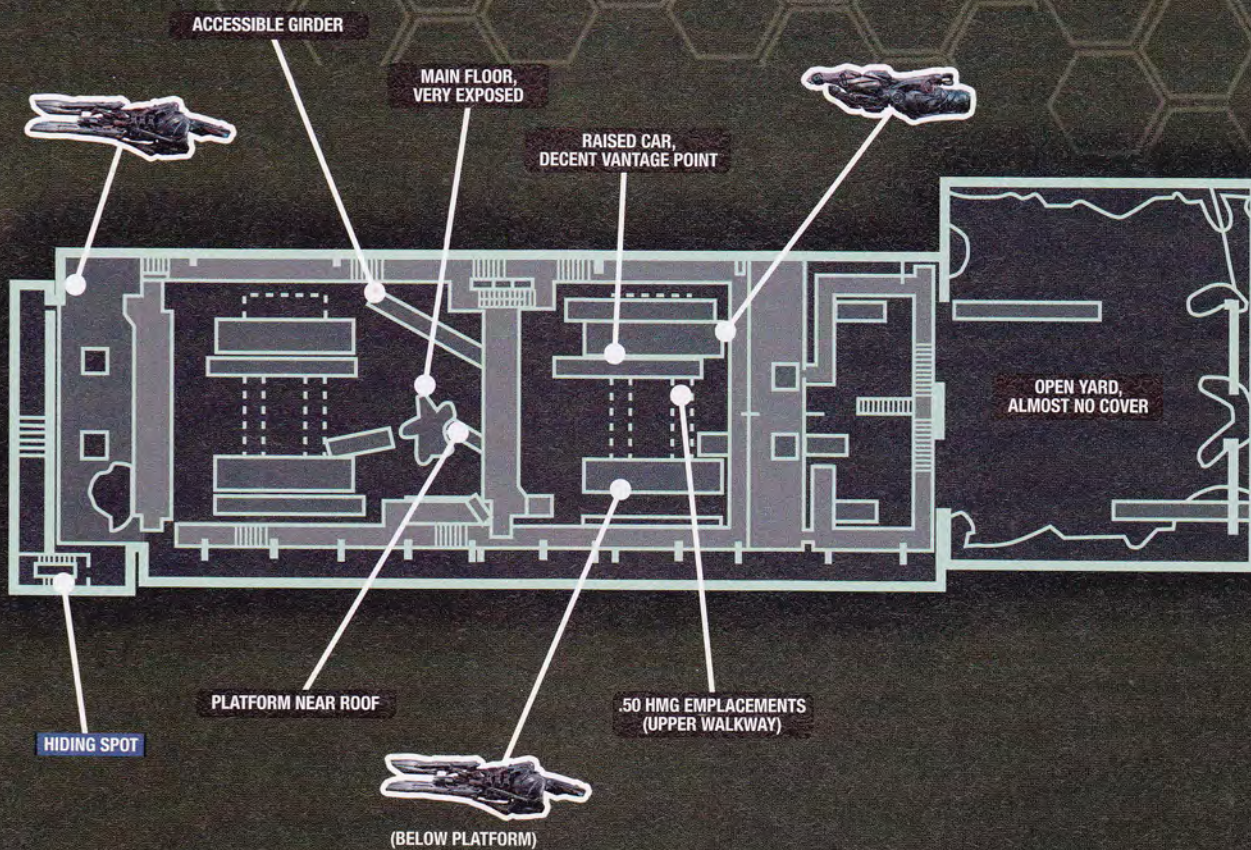 ACCESSIBLE GIRDER
MAIN FLOOR,
VERY EXPOSED
RAISED CAR,
DECENT VANTAGE POINT
OPEN YARD,
ALMOST NO COVER
PLATFORM NEAR ROOF
.50 HMG EMPLACEMENTS
(UPPER WALKWAY)
HIDING SPOT
(BELOW PLATFORM)